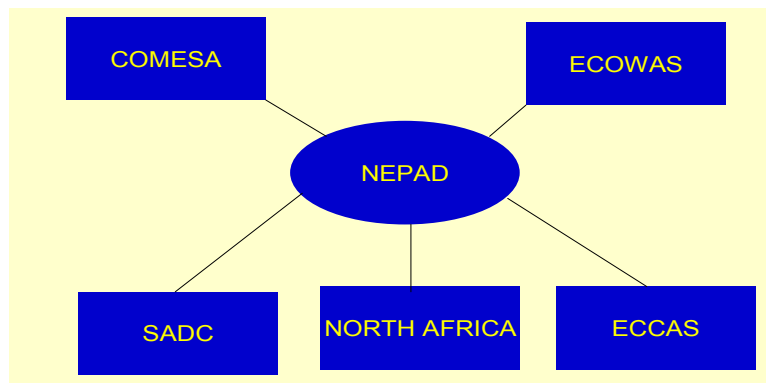 COMESA
ECOWAS
NEPAD
SADC
NORTH AFRICA
ECCAS